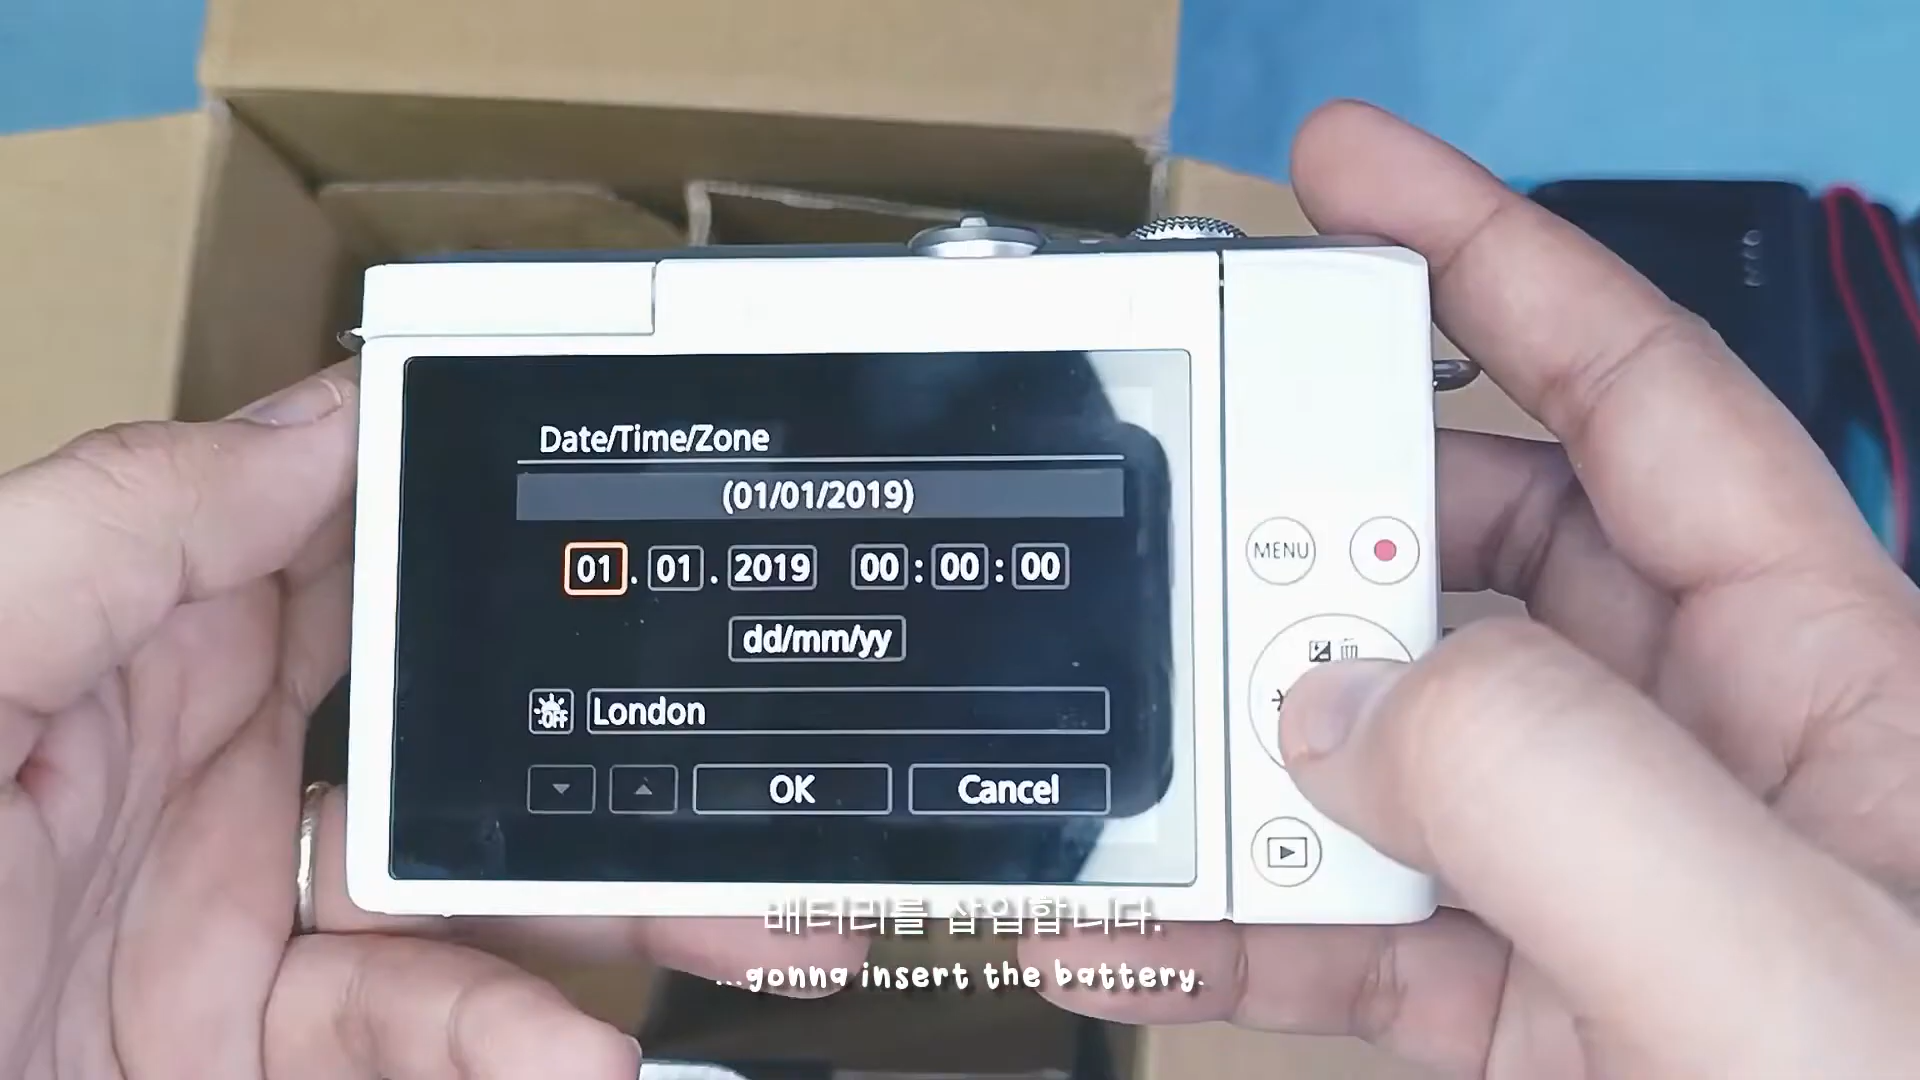 Date/Time/Zone
(01/01/2019)
01 . 01 . 2019 00 : 00 : 00
dd/mm/yy
OFF London
OK Cancel
MENU
배터리를 삽입합니다.
...gonna insert the battery.